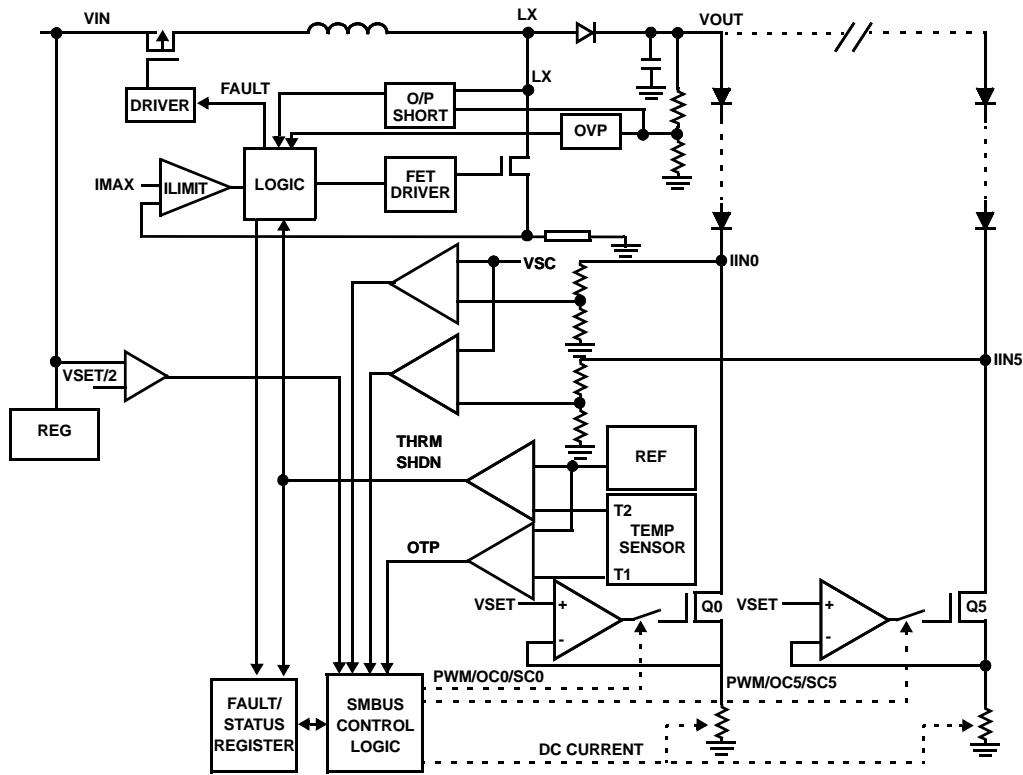 VIN
LX
VOUT
LX
FAULT
DRIVER
O/P
SHORT
OVP
IMAX
ILIMIT
LOGIC
FET
DRIVER
VSC
IIN0
VSET/2
IIN5
REG
THRM
SHDN
REF
T2
TEMP
SENSOR
OTP
T1
VSET
+
-
Q0
VSET
+
-
Q5
PWM/OC0/SC0
PWM/OC5/SC5
FAULT/
STATUS
REGISTER
SMBUS
CONTROL
LOGIC
DC CURRENT